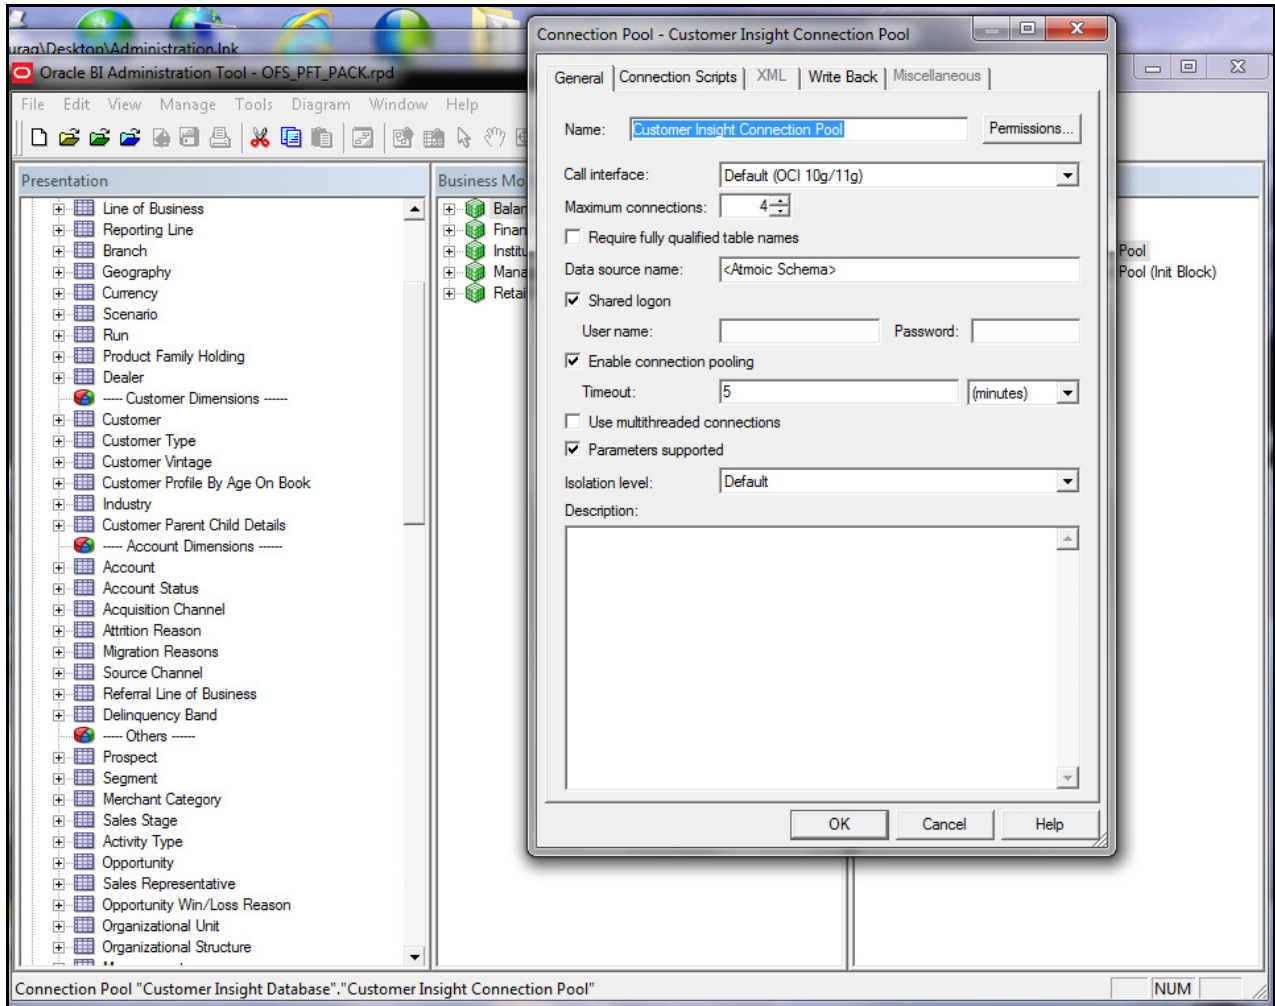 urag\Desktop\Administration.lnk
Oracle BI Administration Tool - OFS_PFT_PACK.rpd
File Edit View Manage Tools Diagram Window Help
Presentation
Line of Business
Reporting Line
Branch
Geography
Currency
Scenario
Run
Product Family Holding
Dealer
---- Customer Dimensions -----
Customer
Customer Type
Customer Vintage
Customer Profile By Age On Book
Industry
Customer Parent Child Details
---- Account Dimensions -----
Account
Account Status
Acquisition Channel
Attrition Reason
Migration Reasons
Source Channel
Referral Line of Business
Delinquency Band
---- Others -----
Prospect
Segment
Merchant Category
Sales Stage
Activity Type
Opportunity
Sales Representative
Opportunity Win/Loss Reason
Organizational Unit
Organizational Structure
Business Mo
Balan
Finan
Institu
Mana
Retai
Pool
Pool (Init Block)
Connection Pool - Customer Insight Connection Pool
General Connection Scripts XML Write Back Miscellaneous
Name: Customer Insight Connection Pool Permissions...
Call interface: Default (OCI 10g/11g)
Maximum connections: 4
Require fully qualified table names
Data source name: <Atmoic Schema>
Shared logon
User name: Password:
Enable connection pooling
Timeout: 5 (minutes)
Use multithreaded connections
Parameters supported
Isolation level: Default
Description:
OK Cancel Help
Connection Pool "Customer Insight Database"."Customer Insight Connection Pool"
NUM